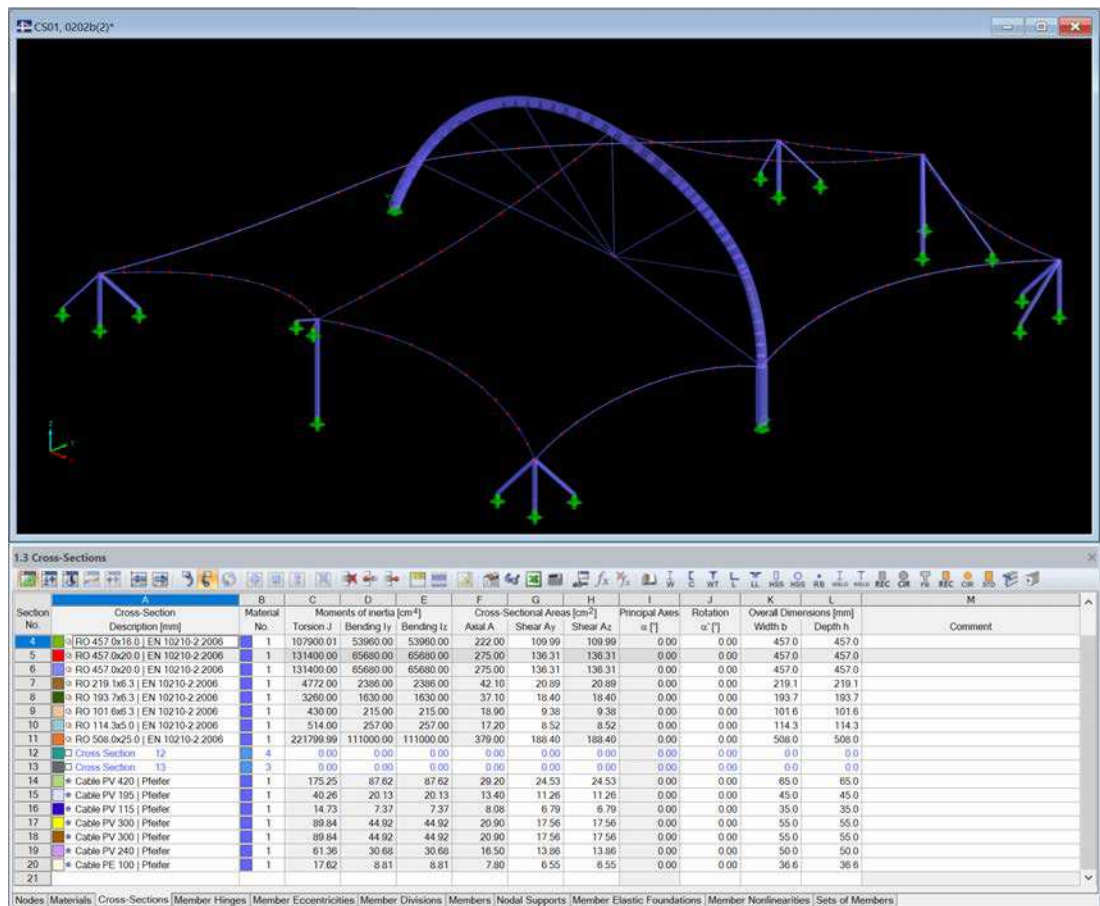 CS01, 0202b(2)*
1.3 Cross-Sections
A B C D E F G H I J K L M
Section Cross-Section Material Moments of inertia [cm4] Cross-Sectional Areas [cm2] Principal Axes Rotation Overall Dimensions [mm]
No. Description [mm] No. Torsion J Bending Iy Bending Iz Axial A Shear Ay Shear Az α [°] α' [°] Width b Depth h Comment
4 RO 457.0x16.0 | EN 10210-2:2006 1 107900.01 53960.00 53960.00 222.00 109.99 109.99 0.00 0.00 457.0 457.0
5 RO 457.0x20.0 | EN 10210-2:2006 1 131400.00 65680.00 65680.00 275.00 136.31 136.31 0.00 0.00 457.0 457.0
6 RO 457.0x20.0 | EN 10210-2:2006 1 131400.00 65680.00 65680.00 275.00 136.31 136.31 0.00 0.00 457.0 457.0
7 RO 219.1x6.3 | EN 10210-2:2006 1 4772.00 2386.00 2386.00 42.10 20.89 20.89 0.00 0.00 219.1 219.1
8 RO 193.7x6.3 | EN 10210-2:2006 1 3260.00 1630.00 1630.00 37.10 18.40 18.40 0.00 0.00 193.7 193.7
9 RO 101.6x6.3 | EN 10210-2:2006 1 430.00 215.00 215.00 18.90 9.38 9.38 0.00 0.00 101.6 101.6
10 RO 114.3x5.0 | EN 10210-2:2006 1 514.00 257.00 257.00 17.20 8.52 8.52 0.00 0.00 114.3 114.3
11 RO 508.0x25.0 | EN 10210-2:2006 1 221799.99 111000.00 111000.00 379.00 188.40 188.40 0.00 0.00 508.0 508.0
12 Cross Section 12 4 0.00 0.00 0.00 0.00 0.00 0.00 0.00 0.00 0.0 0.0
13 Cross Section 13 3 0.00 0.00 0.00 0.00 0.00 0.00 0.00 0.00 0.0 0.0
14 Cable PV 420 | Pfeifer 1 175.25 87.62 87.62 29.20 24.53 24.53 0.00 0.00 65.0 65.0
15 Cable PV 195 | Pfeifer 1 40.26 20.13 20.13 13.40 11.26 11.26 0.00 0.00 45.0 45.0
16 Cable PV 115 | Pfeifer 1 14.73 7.37 7.37 8.08 6.79 6.79 0.00 0.00 35.0 35.0
17 Cable PV 300 | Pfeifer 1 89.84 44.92 44.92 20.90 17.56 17.56 0.00 0.00 55.0 55.0
18 Cable PV 300 | Pfeifer 1 89.84 44.92 44.92 20.90 17.56 17.56 0.00 0.00 55.0 55.0
19 Cable PV 240 | Pfeifer 1 61.36 30.68 30.68 16.50 13.86 13.86 0.00 0.00 50.0 50.0
20 Cable PE 100 | Pfeifer 1 17.62 8.81 8.81 7.80 6.55 6.55 0.00 0.00 36.6 36.6
21
Nodes Materials Cross-Sections Member Hinges Member Eccentricities Member Divisions Members Nodal Supports Member Elastic Foundations Member Nonlinearities Sets of Members